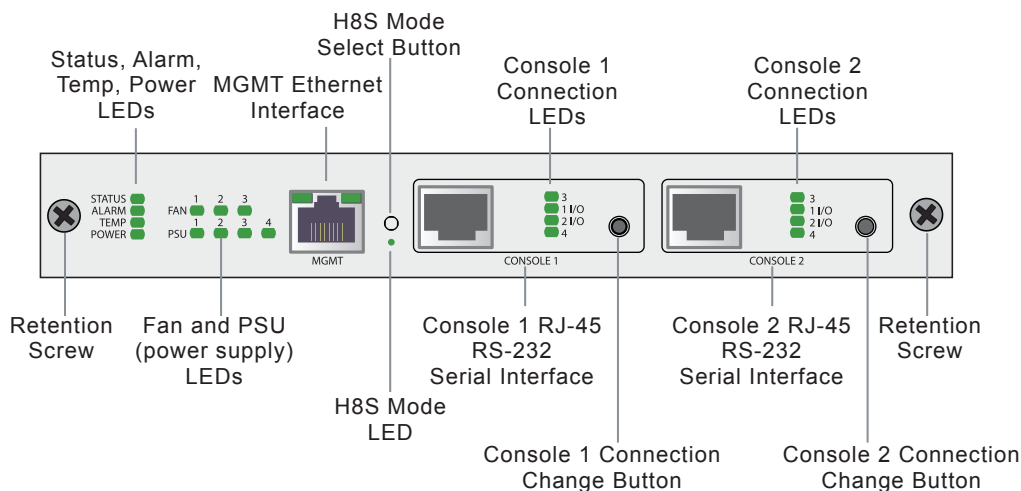 H8S Mode
Select Button
Status, Alarm,
Temp, Power
LEDs
MGMT Ethernet
Interface
Console 1
Connection
LEDs
Console 2
Connection
LEDs
STATUS
ALARM
TEMP
POWER
1 2 3
FAN
1 2 3 4
PSU
MGMT
3
1 I/O
2 I/O
4
CONSOLE 1
3
1 I/O
2 I/O
4
CONSOLE 2
Retention
Screw
Fan and PSU
(power supply)
LEDs
H8S Mode
LED
Console 1 RJ-45
RS-232
Serial Interface
Console 2 RJ-45
RS-232
Serial Interface
Retention
Screw
Console 1 Connection
Change Button
Console 2 Connection
Change Button